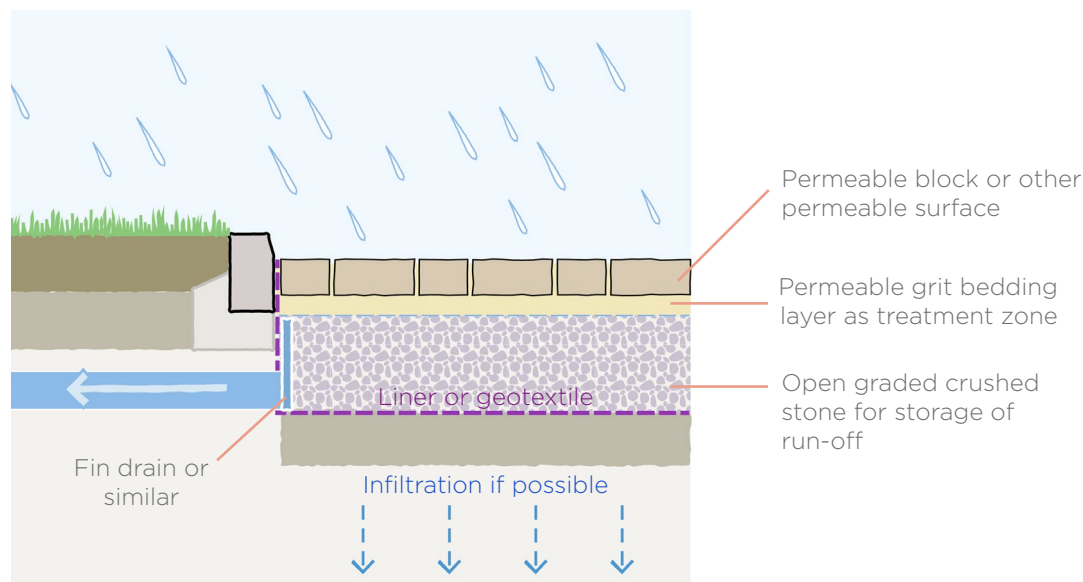 Permeable block or other
permeable surface
Permeable grit bedding
layer as treatment zone
Open graded crushed
stone for storage of
run-off
Liner or geotextile
Fin drain or
similar
Infiltration if possible